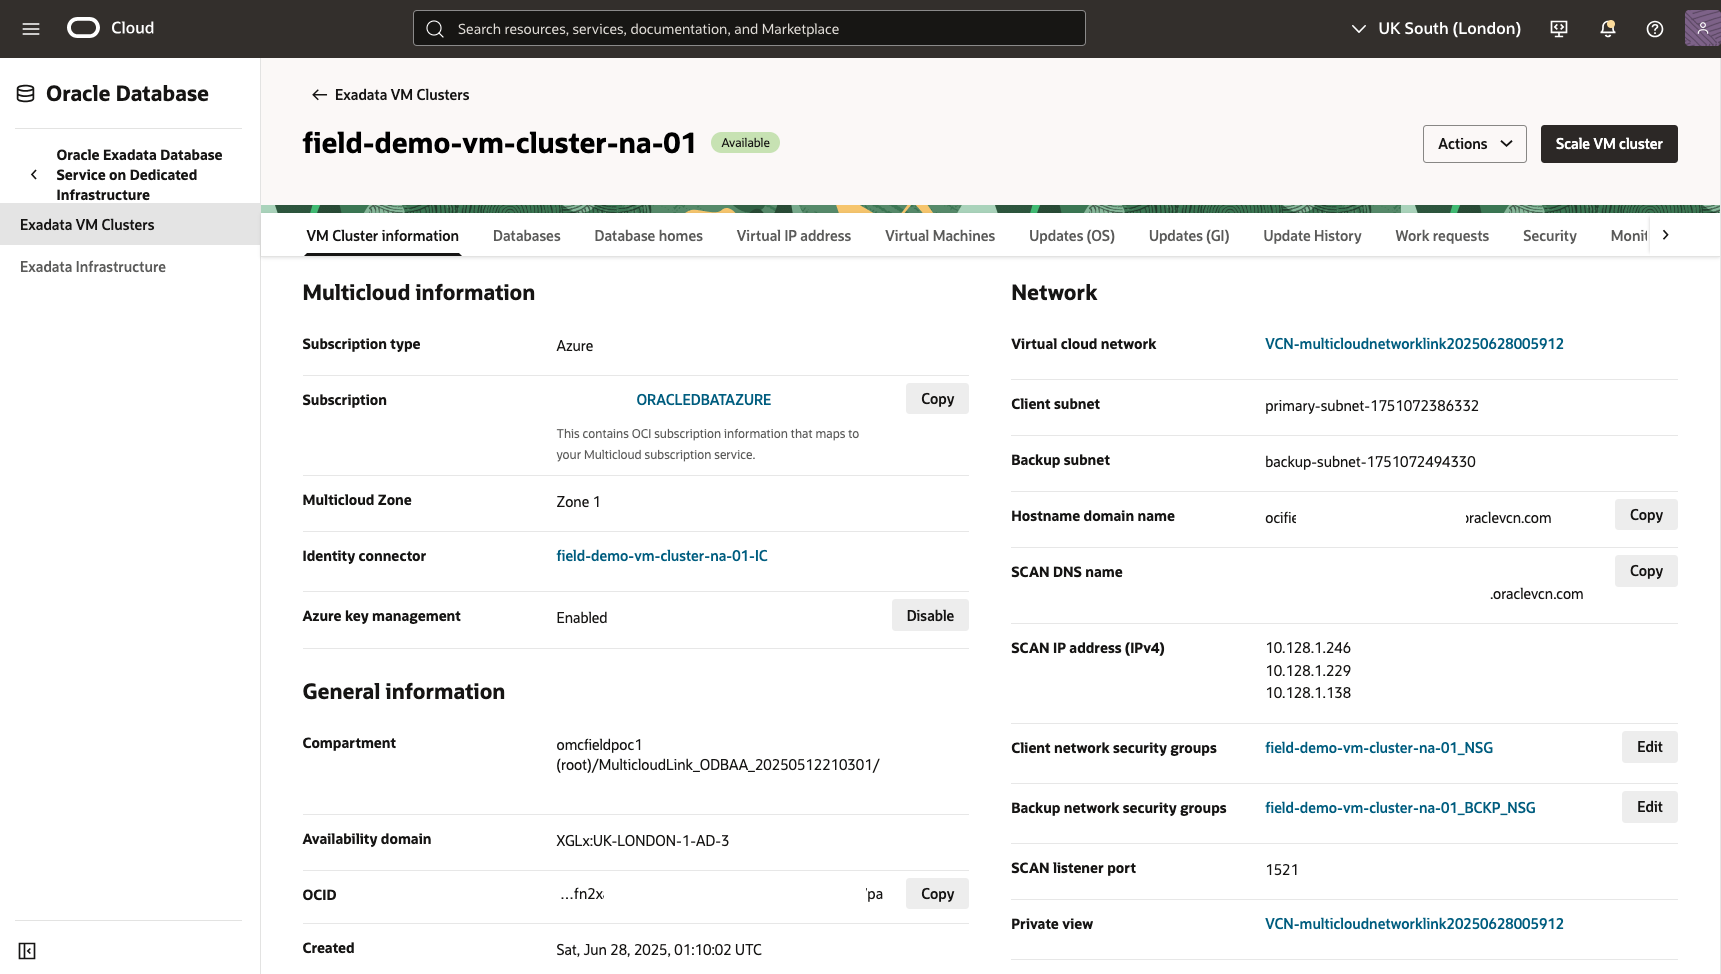 Cloud
Search resources, services, documentation, and Marketplace
UK South (London)
Oracle Database
Oracle Exadata Database
Service on Dedicated
Infrastructure
Exadata VM Clusters
Exadata Infrastructure
Exadata VM Clusters
field-demo-vm-cluster-na-01
Available
Actions
Scale VM cluster
VM Cluster information
Databases
Database homes
Virtual IP address
Virtual Machines
Updates (OS)
Updates (GI)
Update History
Work requests
Security
Monit
Multicloud information
Subscription type
Azure
Subscription
ORACLEDBATAZURE
Copy
This contains OCI subscription information that maps to
your Multicloud subscription service.
Multicloud Zone
Zone 1
Identity connector
field-demo-vm-cluster-na-01-IC
Azure key management
Enabled
Disable
General information
Compartment
omcfieldpoc1
(root)/MulticloudLink_ODBAA_20250512210301/
Availability domain
XGLx:UK-LONDON-1-AD-3
OCID
...fn2x
pa
Copy
Created
Sat, Jun 28, 2025, 01:10:02 UTC
Network
Virtual cloud network
VCN-multicloudnetworklink20250628005912
Client subnet
primary-subnet-1751072386332
Backup subnet
backup-subnet-1751072494330
Hostname domain name
ocifie
oraclevcn.com
Copy
SCAN DNS name
Copy
.oraclevcn.com
SCAN IP address (IPv4)
10.128.1.246
10.128.1.229
10.128.1.138
Client network security groups
field-demo-vm-cluster-na-01_NSG
Edit
Backup network security groups
field-demo-vm-cluster-na-01_BCKP_NSG
Edit
SCAN listener port
1521
Private view
VCN-multicloudnetworklink20250628005912